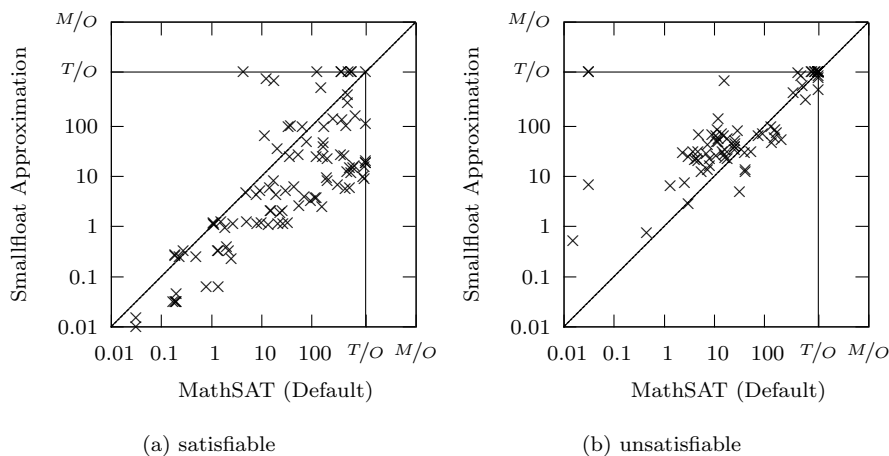 M/O
T/O
100
10
1
0.1
0.01
0.01 0.1 1 10 100 T/O M/O
Smallfloat Approximation
MathSAT (Default)
(a) satisfiable
M/O
T/O
100
10
1
0.1
0.01
0.01 0.1 1 10 100 T/O M/O
Smallfloat Approximation
MathSAT (Default)
(b) unsatisfiable